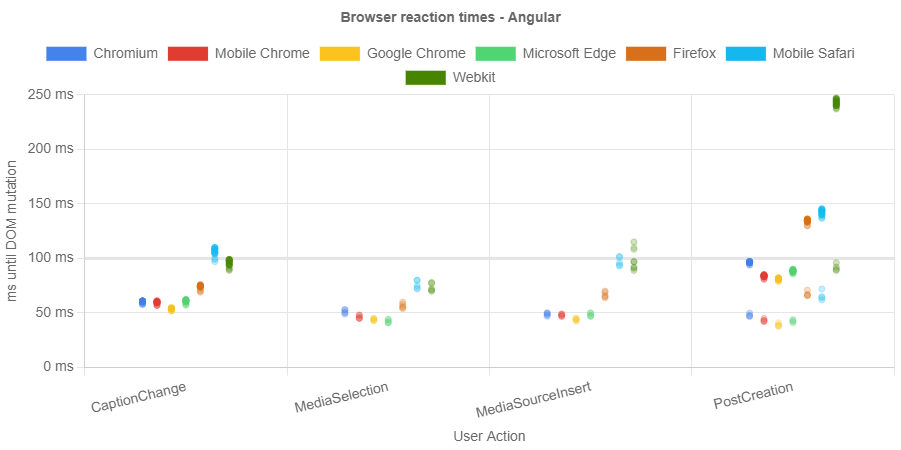 Browser reaction times - Angular
Chromium Mobile Chrome Google Chrome Microsoft Edge Firefox Mobile Safari
Webkit
250 ms
200 ms
150 ms
100 ms
50 ms
0 ms
ms until DOM mutation
CaptionChange
MediaSelection
MediaSourceInsert
PostCreation
User Action